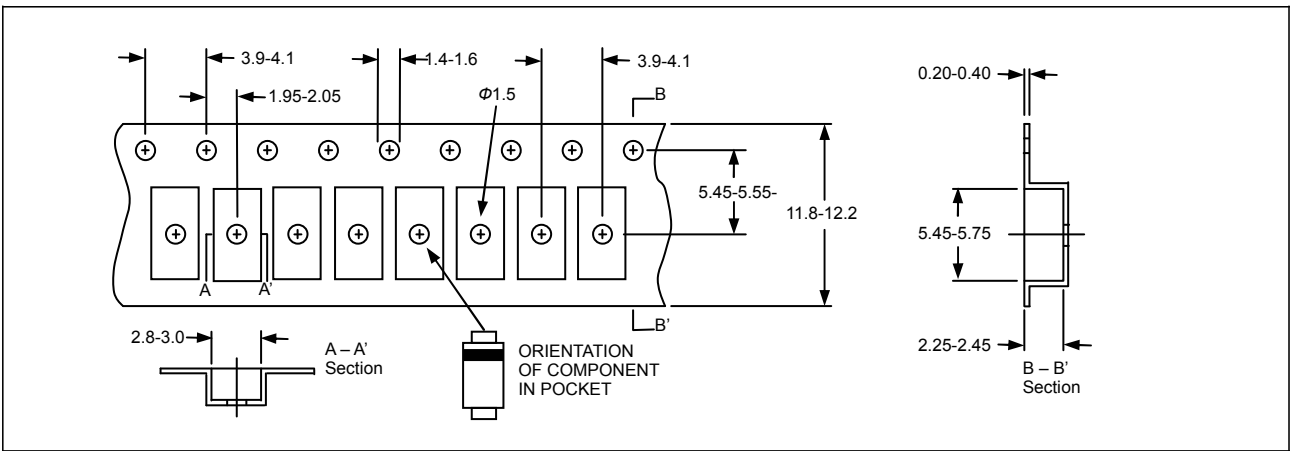 3.9-4.1
1.4-1.6
3.9-4.1
1.95-2.05
Φ1.5
B
0.20-0.40
5.45-5.55-
11.8-12.2
5.45-5.75
A
A’
B’
2.8-3.0
A – A’
Section
ORIENTATION
OF COMPONENT
IN POCKET
2.25-2.45
B – B’
Section